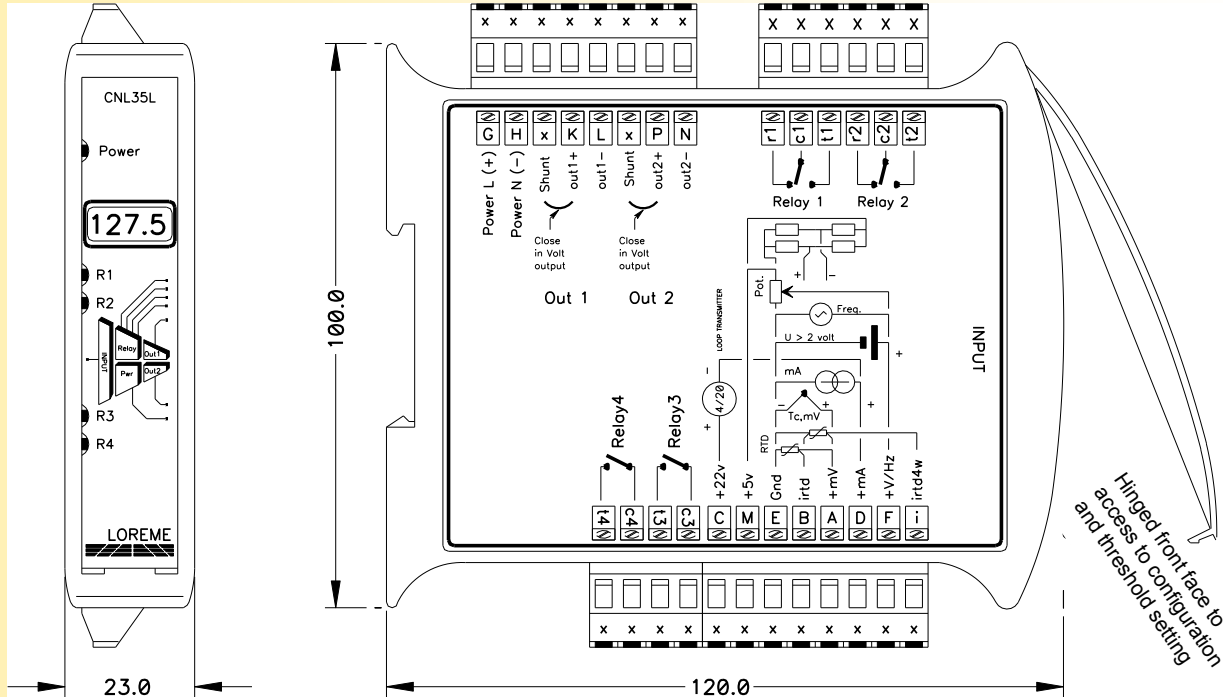 CNL35L
Power
127.5
R1
R2
INPUT
Relay
Out1
Pwr
Out2
R3
R4
LOREME
23.0
100.0
120.0
x x x x x x x x
x x x x x x
G H x K L x P N
Power L (+)
Power N (-)
Shunt
out1+
out1-
Shunt
out2+
out2-
Close
in Volt
output
Close
in Volt
output
Out 1
Out 2
r1 c1 t1 r2 c2 t2
Relay 1
Relay 2
+ -
Pot.
Freq.
U > 2 volt
+
LOOP TRANSMITTER
-
4/20
+
mA
- +
+
Tc,mV
RTD
INPUT
Relay4
Relay3
+22v
+5v
Gnd
irtd
+mV
+mA
+V/Hz
irtd4w
t4 c4 t3 c3 C M E B A D F i
x x x x x x x x x x x x
Hinged front face to
access to configuration
and threshold setting